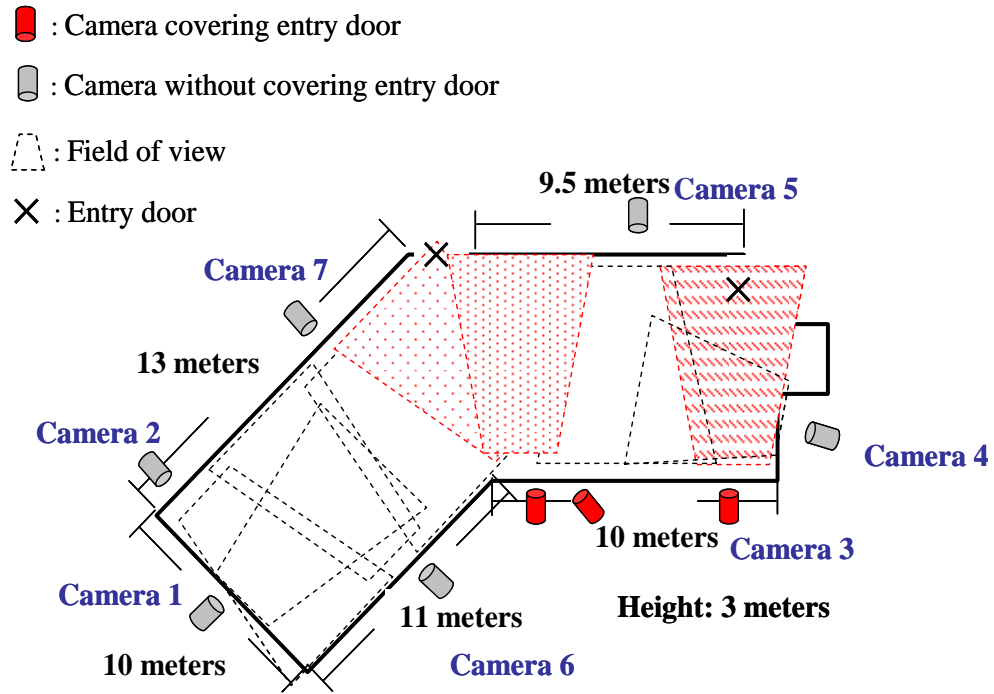 : Camera covering entry door
: Camera without covering entry door
: Field of view
: Entry door
9.5 meters
Camera 5
Camera 7
13 meters
Camera 2
Camera 4
10 meters
Camera 3
Camera 1
11 meters
Height: 3 meters
10 meters
Camera 6